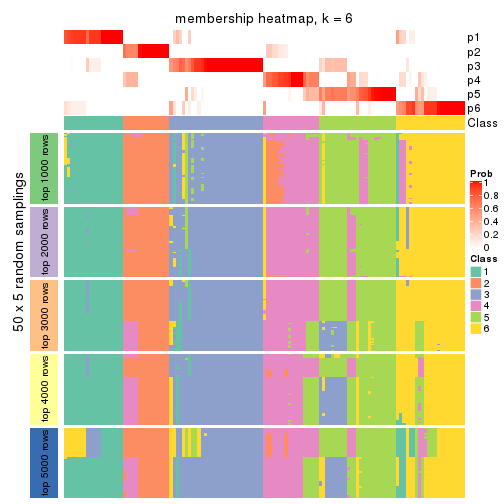 membership heatmap, k = 6
p1
p2
p3
p4
p5
p6
Class
50 x 5 random samplings
top 1000 rows
top 2000 rows
top 3000 rows
top 4000 rows
top 5000 rows
Prob
1
0.8
0.6
0.4
0.2
0
Class
1
2
3
4
5
6